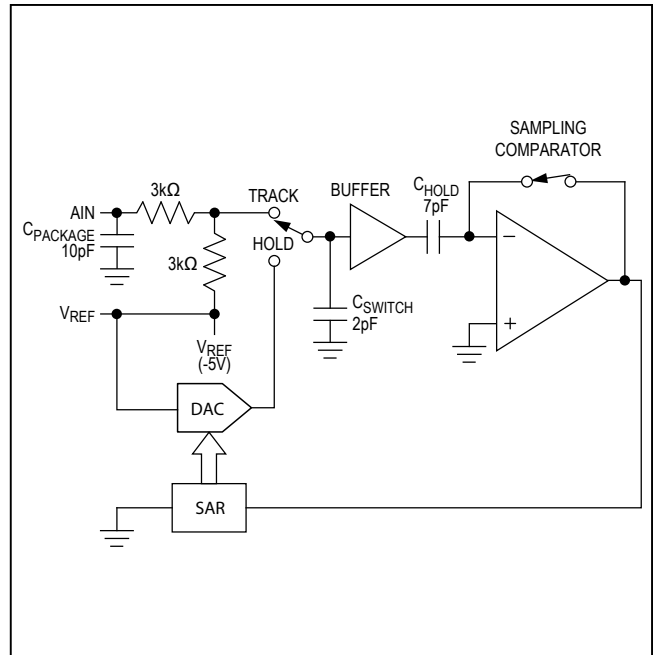 SAMPLING
COMPARATOR
3kΩ
TRACK
BUFFER
CHOLD
7pF
AIN
CPACKAGE
10pF
HOLD
3kΩ
−
+
CSWITCH
2pF
VREF
VREF
(-5V)
DAC
SAR